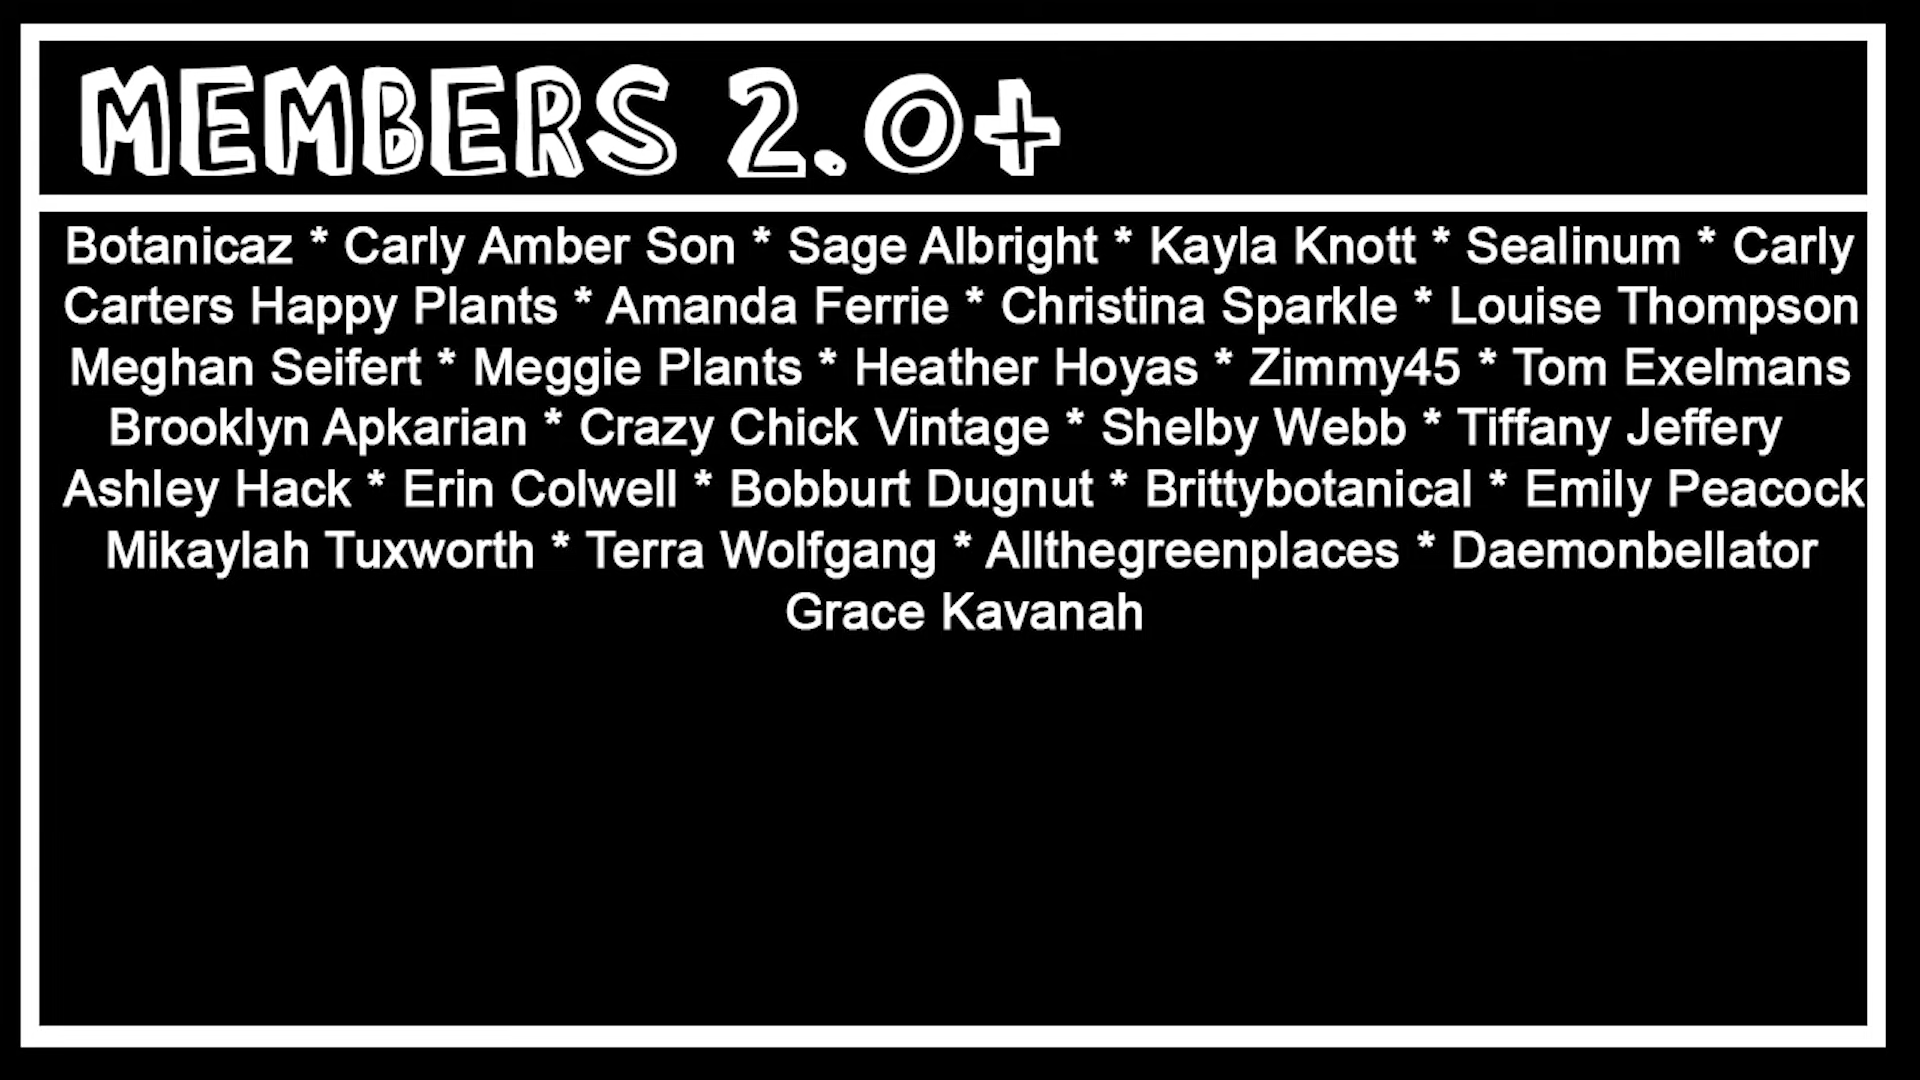 MEMBERS 2.0+
Botanicaz * Carly Amber Son * Sage Albright * Kayla Knott * Sealinum * Carly
Carters Happy Plants * Amanda Ferrie * Christina Sparkle * Louise Thompson
Meghan Seifert * Meggie Plants * Heather Hoyas * Zimmy45 * Tom Exelmans
Brooklyn Apkarian * Crazy Chick Vintage * Shelby Webb * Tiffany Jeffery
Ashley Hack * Erin Colwell * Bobburt Dugnut * Brittybotanical * Emily Peacock
Mikaylah Tuxworth * Terra Wolfgang * Allthegreenplaces * Daemonbellator
Grace Kavanah